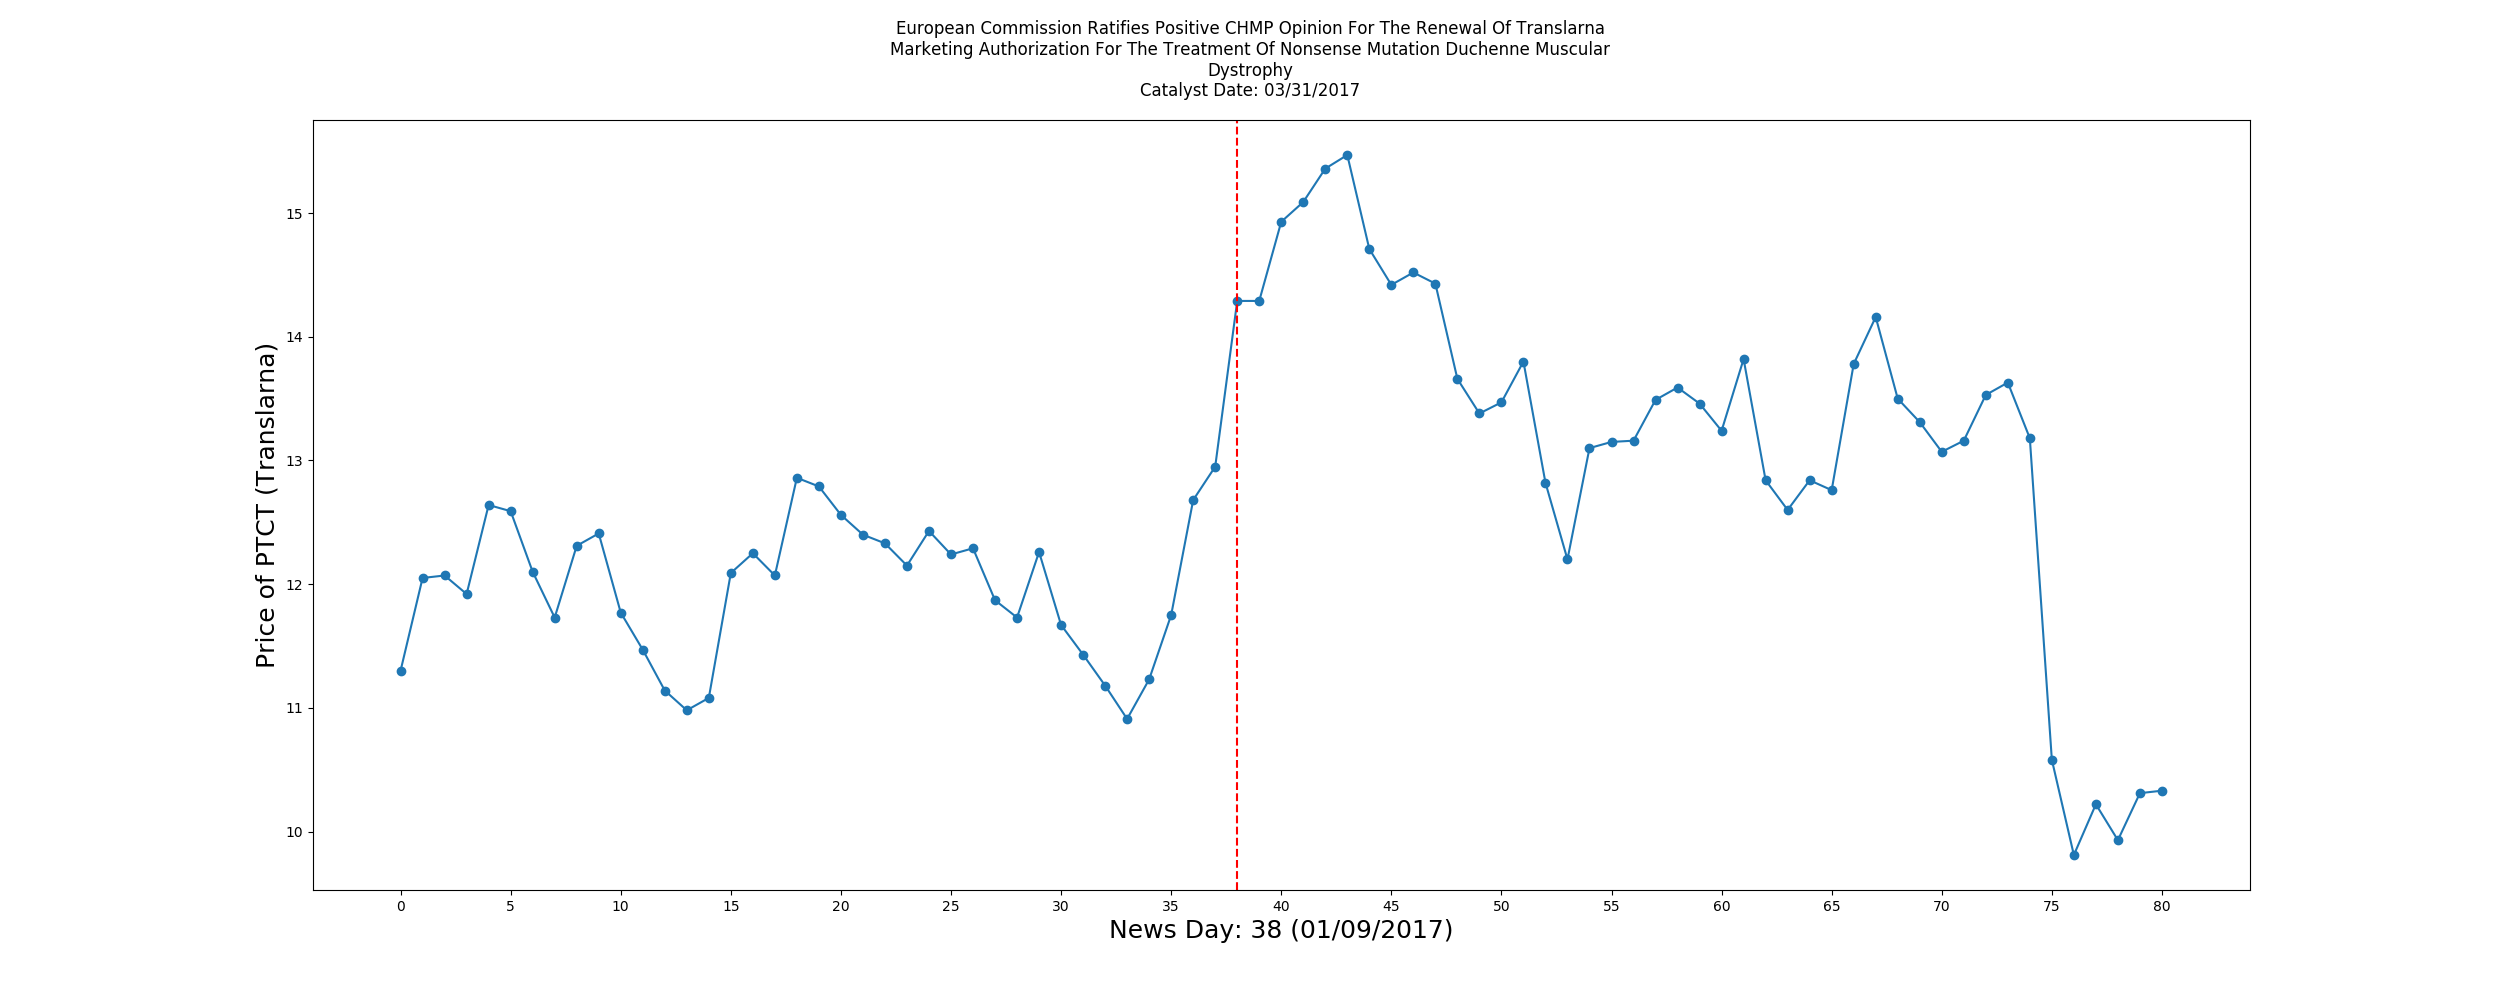 European Commission Ratifies Positive CHMP Opinion For The Renewal Of Translarna
Marketing Authorization For The Treatment Of Nonsense Mutation Duchenne Muscular
Dystrophy
Catalyst Date: 03/31/2017
Price of PTCT (Translarna)
15
14
13
12
11
10
0 5 10 15 20 25 30 35 40 45 50 55 60 65 70 75 80
News Day: 38 (01/09/2017)